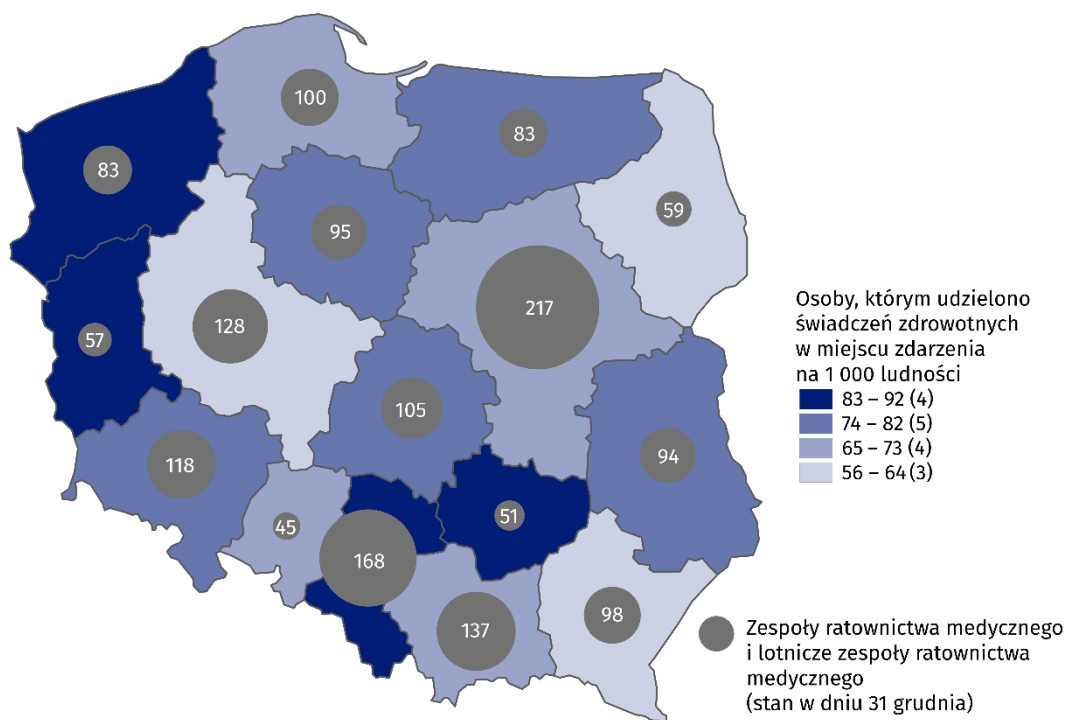 100
83
83
59
95
217
128
57
105
118
94
51
45
168
98
137
Osoby, którym udzielono
świadczeń zdrowotnych
w miejscu zdarzenia
na 1 000 ludności
83 – 92 (4)
74 – 82 (5)
65 – 73 (4)
56 – 64 (3)
Zespoły ratownictwa medycznego
i lotnicze zespoły ratownictwa
medycznego
(stan w dniu 31 grudnia)